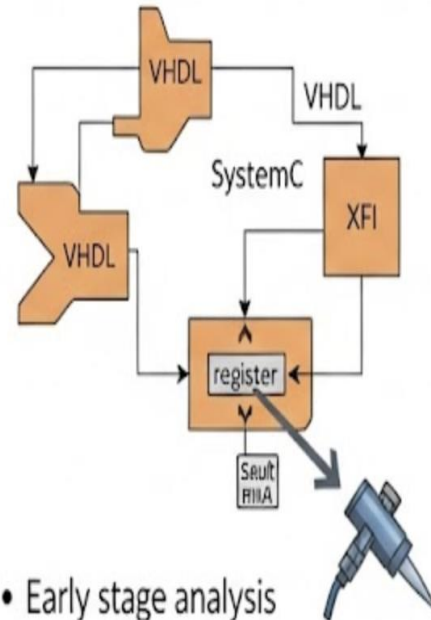 VHDL
VHDL
SystemC
XFI
VHDL
register
• Early stage analysis